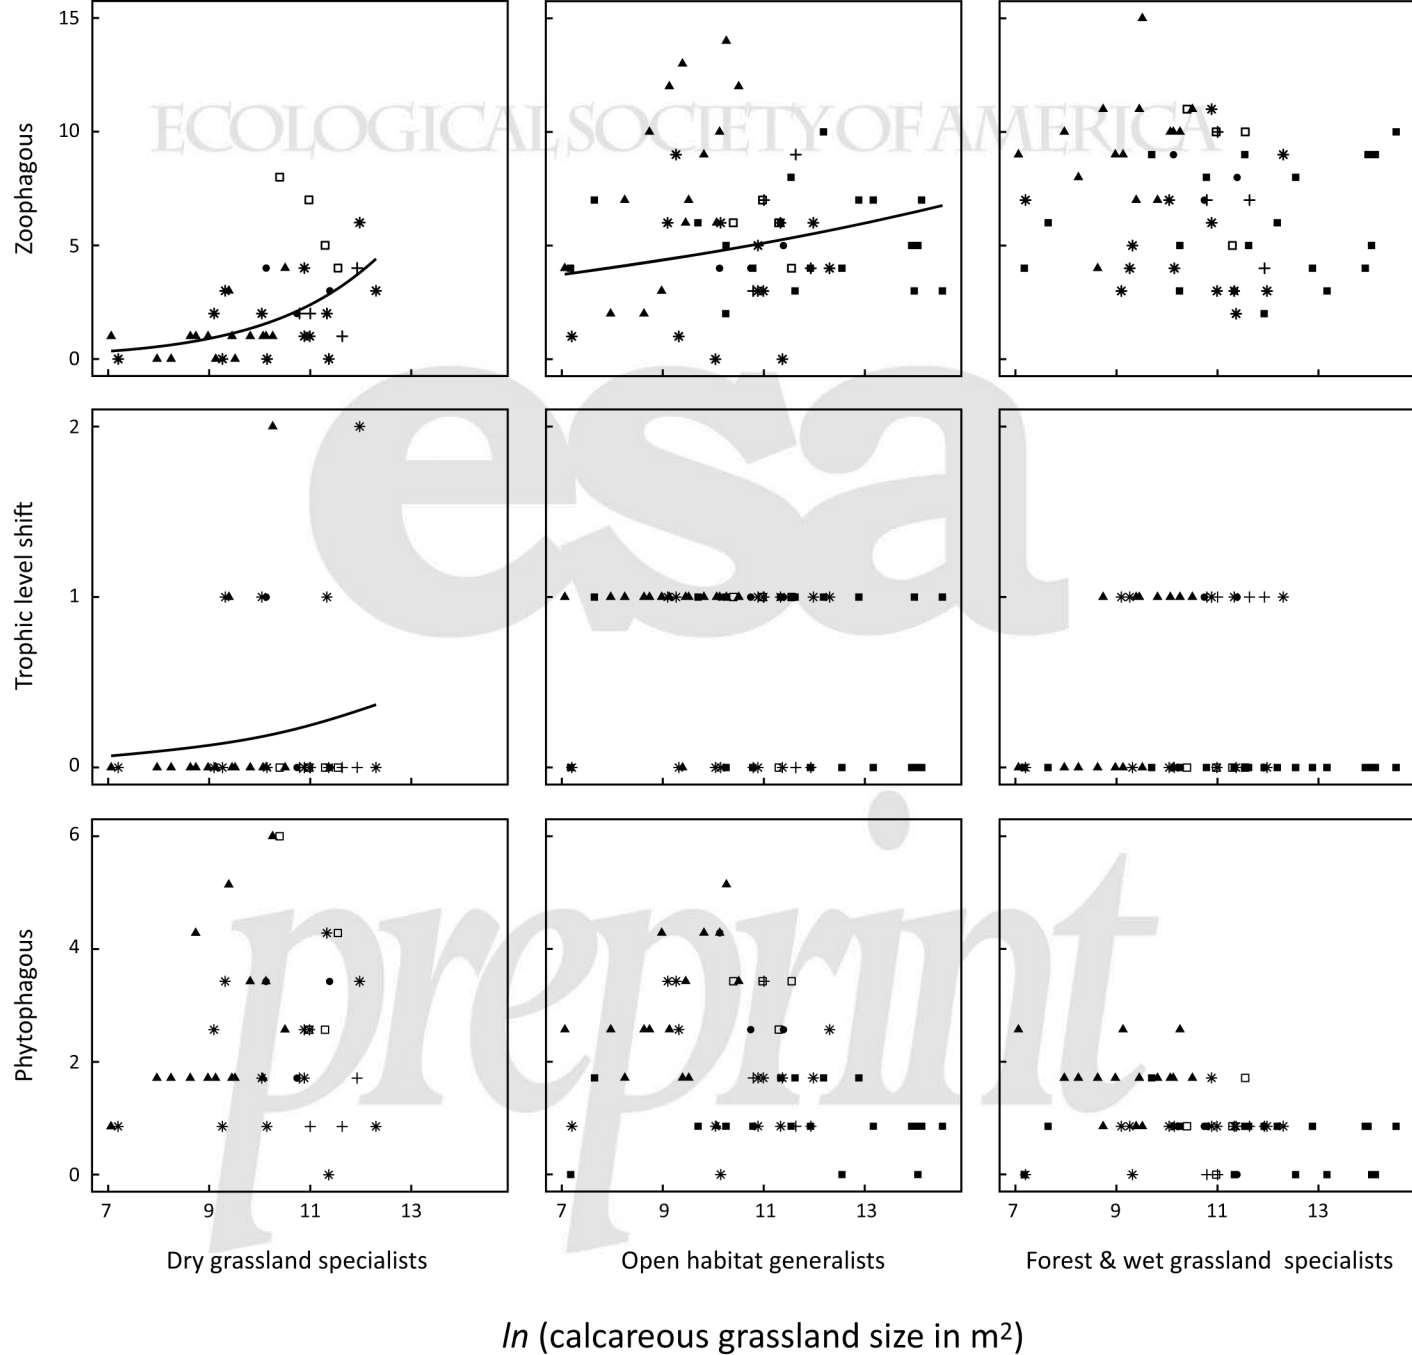 15
ECOLOGICAL SOCIETY OF AMERICA
10
Zoophagous
5
0
esa
2
Trophic level shift
1
0
preprint
6
4
Phytophagous
2
0
7 9 11 13 7 9 11 13 7 9 11 13
Dry grassland specialists Open habitat generalists Forest & wet grassland specialists
ln (calcareous grassland size in m²)